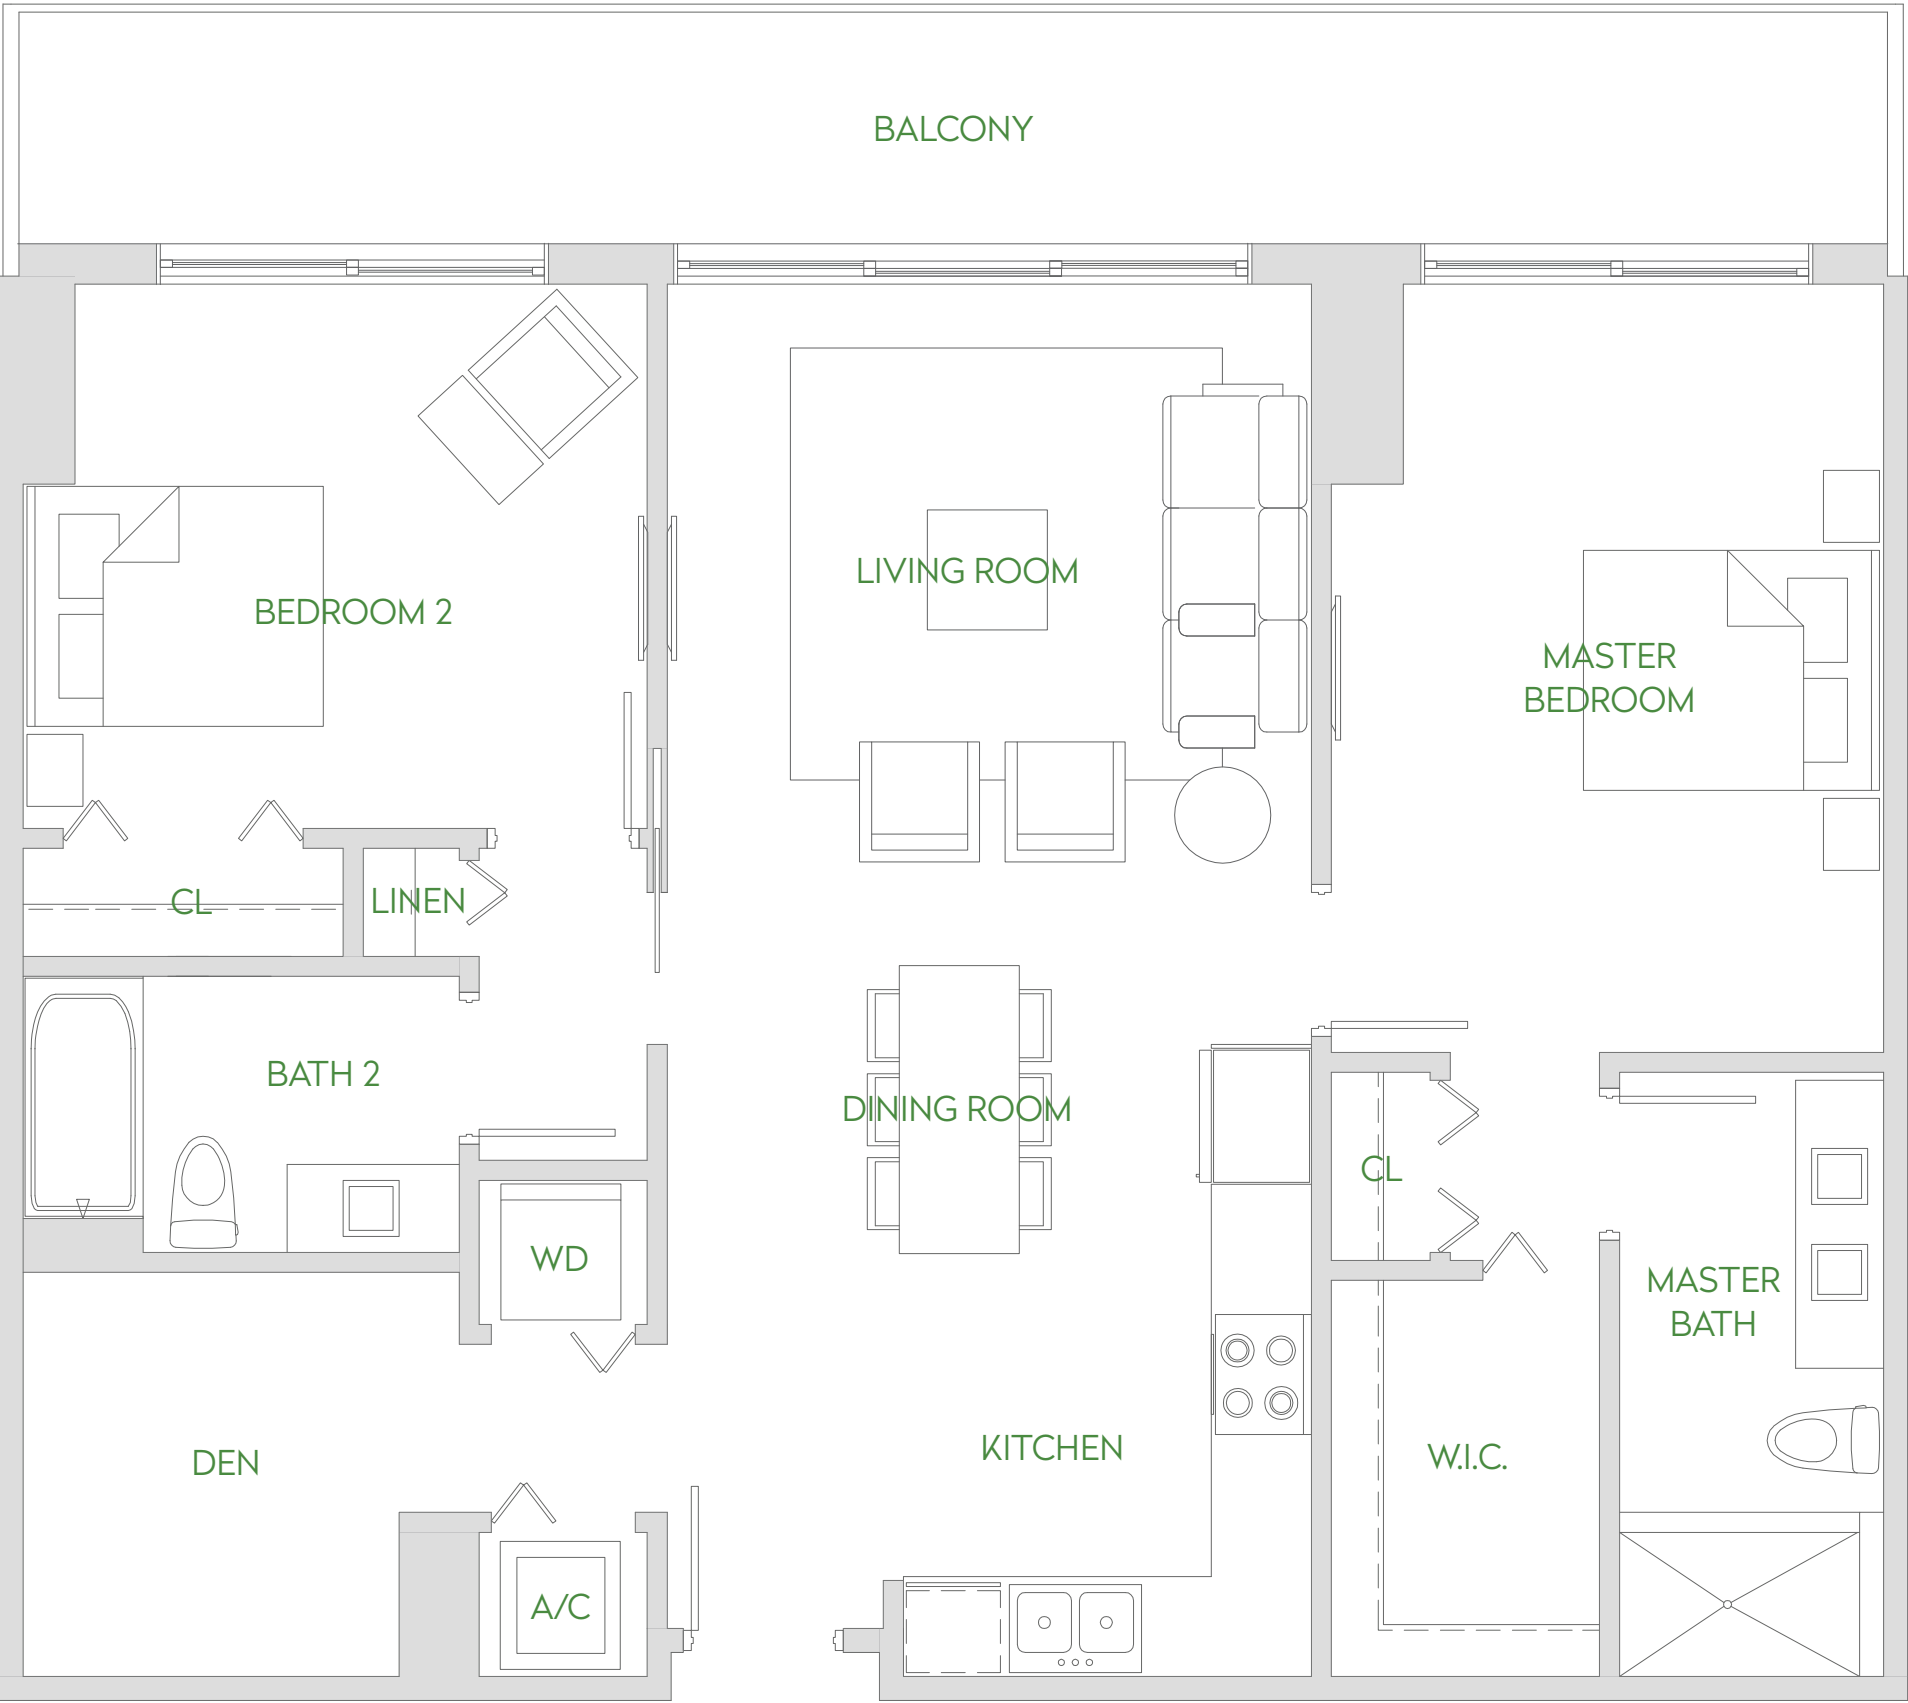 BALCONY
LIVING ROOM
BEDROOM 2
MASTER
BEDROOM
CL
LINEN
BATH 2
DINING ROOM
CL
WD
MASTER
BATH
KITCHEN
W.I.C.
DEN
A/C